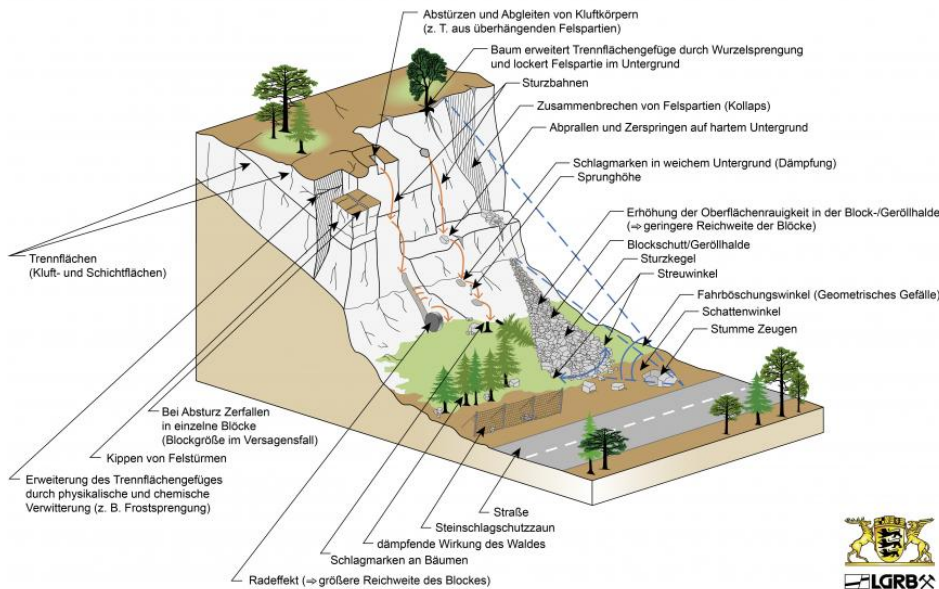 Abstürzen und Abgleiten von Kluftkörpern
(z. T. aus überhängenden Felspartien)
Baum erweitert Trennflächengefüge durch Wurzelsprengung
und lockert Felspartie im Untergrund
Sturzbahnen
Zusammenbrechen von Felspartien (Kollaps)
Abprallen und Zerspringen auf hartem Untergrund
Schlagmarken in weichem Untergrund (Dämpfung)
Sprunghöhe
Erhöhung der Oberflächenrauigkeit in der Block-/Geröllhalde
(⇒ geringere Reichweite der Blöcke)
Blockschutt/Geröllhalde
Sturzkegel
Streuwinkel
Fahrböschungswinkel (Geometrisches Gefälle)
Schattenwinkel
Stumme Zeugen
Trennflächen
(Kluft- und Schichtflächen)
Bei Absturz Zerfallen
in einzelne Blöcke
(Blockgröße im Versagensfall)
Kippen von Felstürmen
Erweiterung des Trennflächengefüges
durch physikalische und chemische
Verwitterung (z. B. Frostsprengung)
Straße
Steinschlagschutzzaun
dämpfende Wirkung des Waldes
Schlagmarken an Bäumen
Radeffekt (⇒ größere Reichweite des Blockes)
LGRB